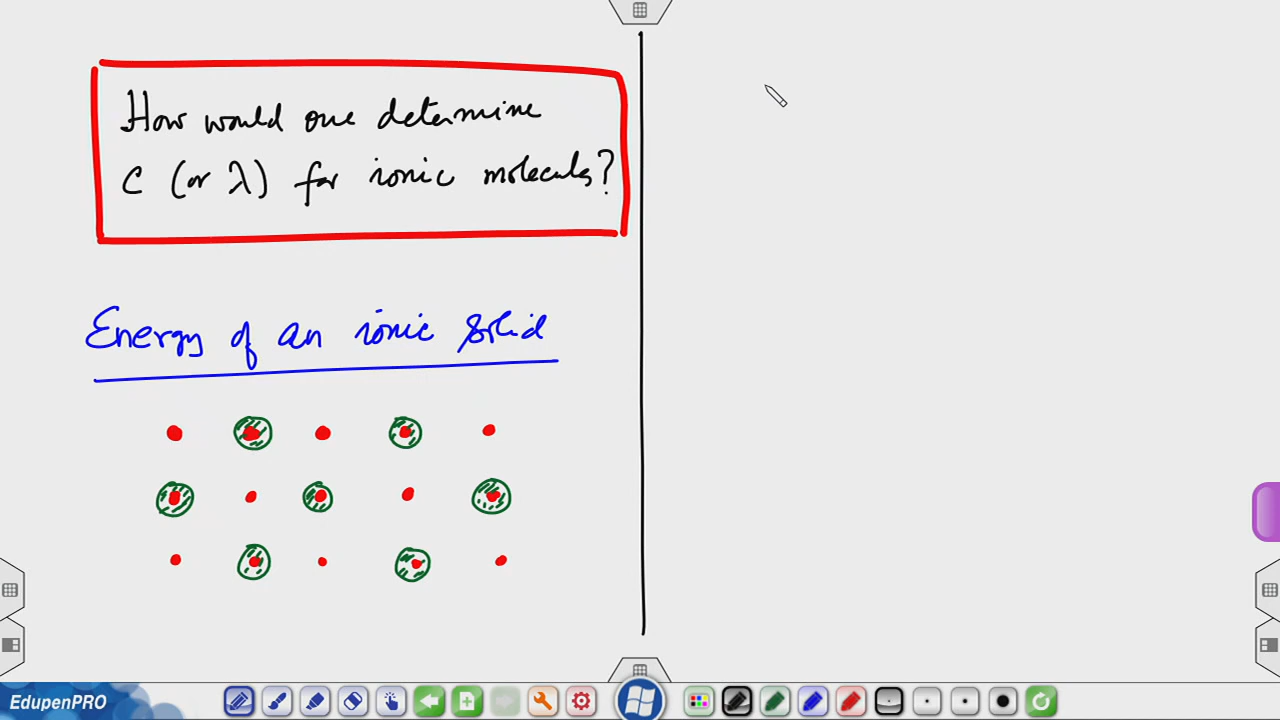 How would one determine
C (or λ) for ionic molecules?
Energy of an ionic solid
EdupenPRO